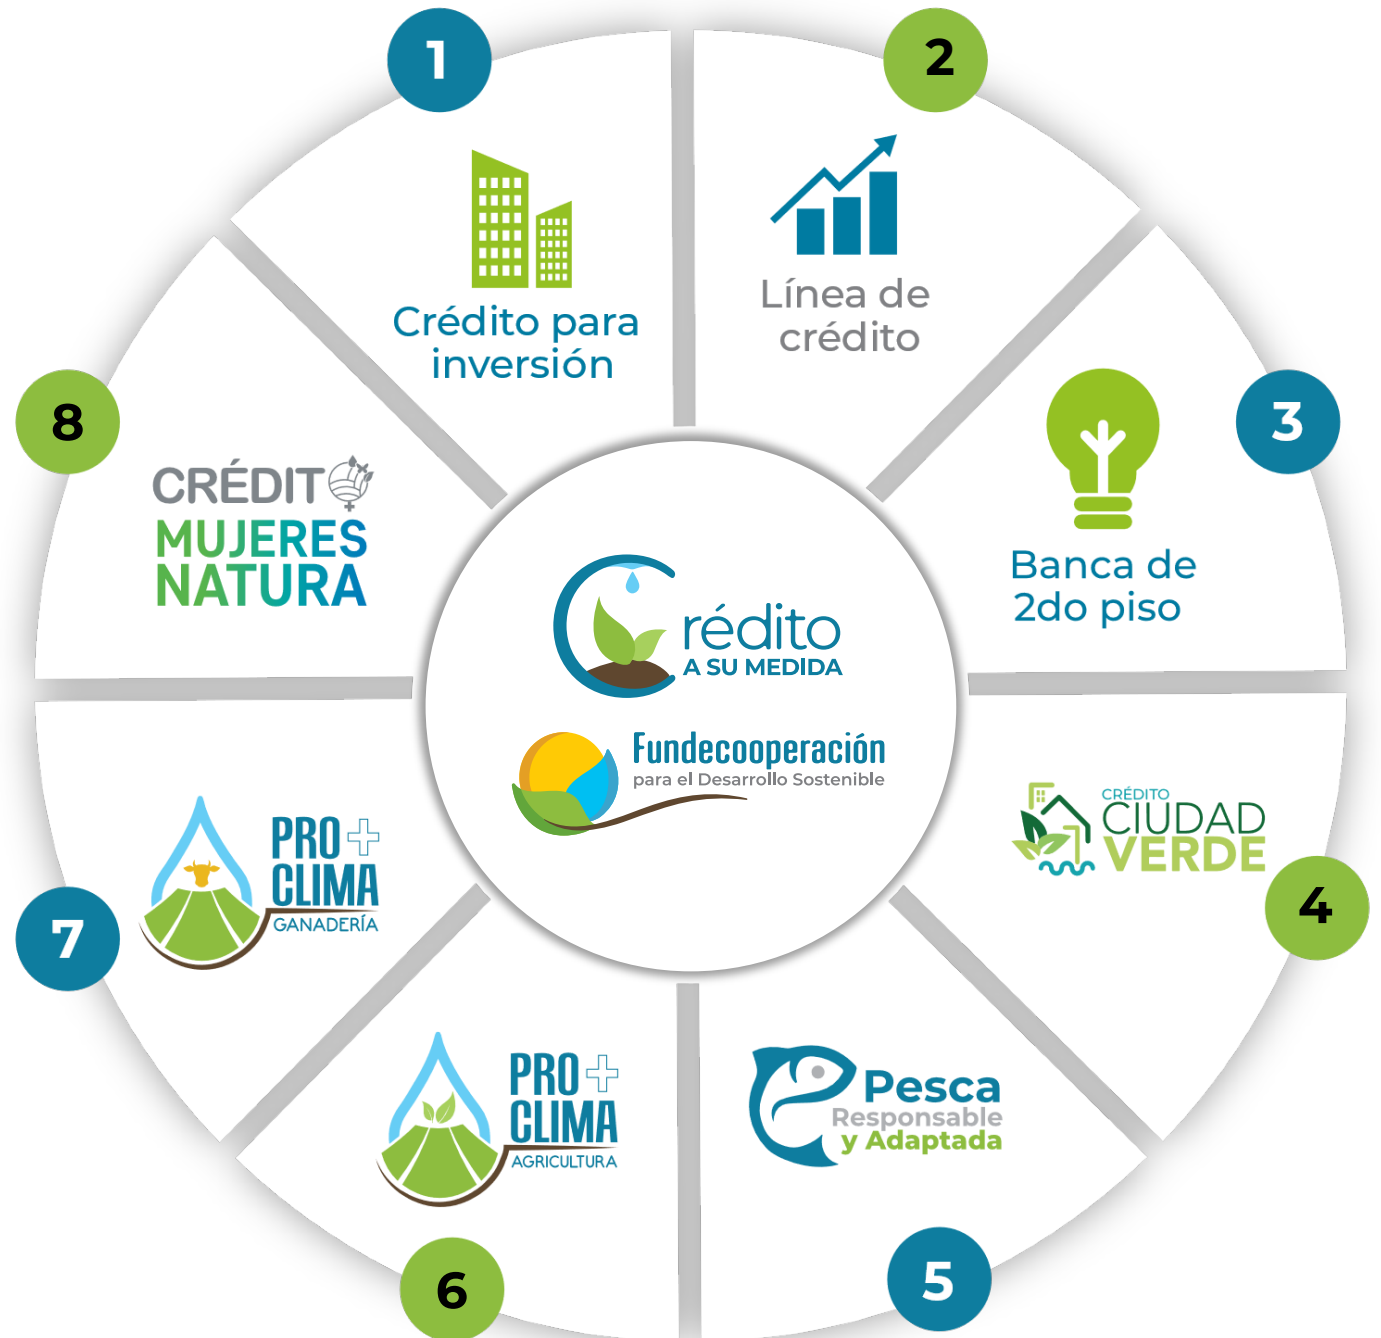 1
Crédito para
inversión
2
Línea de
crédito
3
Banca de
2do piso
4
CRÉDITO
CIUDAD
VERDE
5
Pesca
Responsable
y Adaptada
6
PRO+
CLIMA
AGRICULTURA
7
PRO+
CLIMA
GANADERÍA
8
CRÉDITO
MUJERES
NATURA
Crédito
A SU MEDIDA
Fundecooperación
para el Desarrollo Sostenible